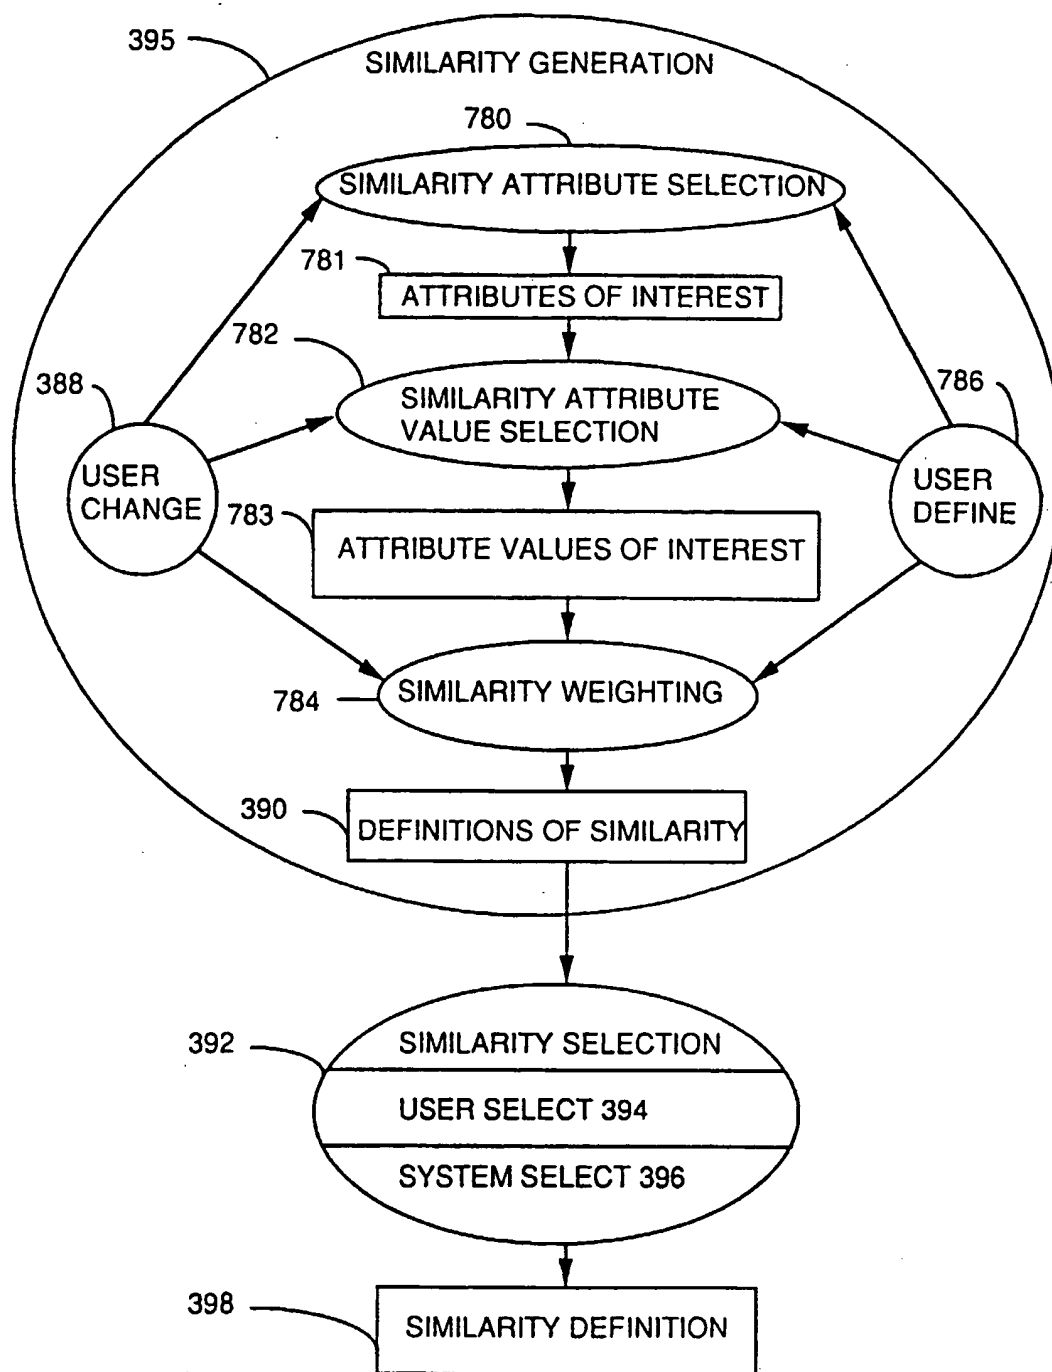 395
SIMILARITY GENERATION
780
SIMILARITY ATTRIBUTE SELECTION
781
ATTRIBUTES OF INTEREST
782
388
SIMILARITY ATTRIBUTE
VALUE SELECTION
786
USER
CHANGE
USER
DEFINE
783
ATTRIBUTE VALUES OF INTEREST
784
SIMILARITY WEIGHTING
390
DEFINITIONS OF SIMILARITY
392
SIMILARITY SELECTION
USER SELECT 394
SYSTEM SELECT 396
398
SIMILARITY DEFINITION